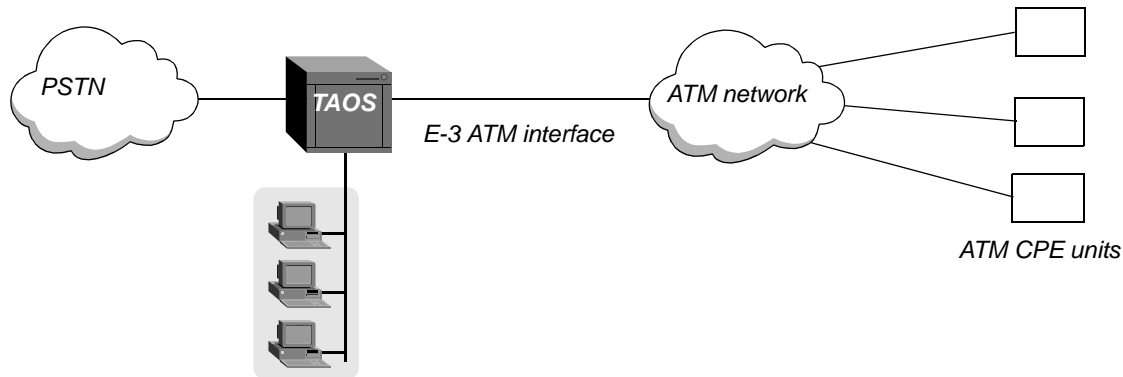 PSTN
TAOS
E-3 ATM interface
ATM network
ATM CPE units